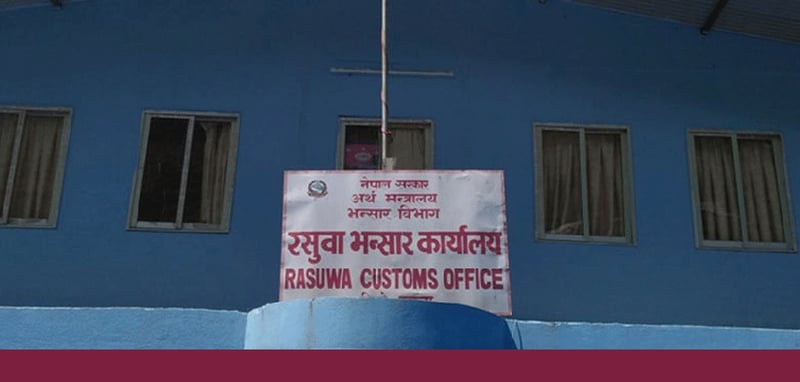 नेपाल सरकार
अर्थ मन्त्रालय
भन्सार विभाग
रसुवा भन्सार कार्यालय
RASUWA CUSTOMS OFFICE